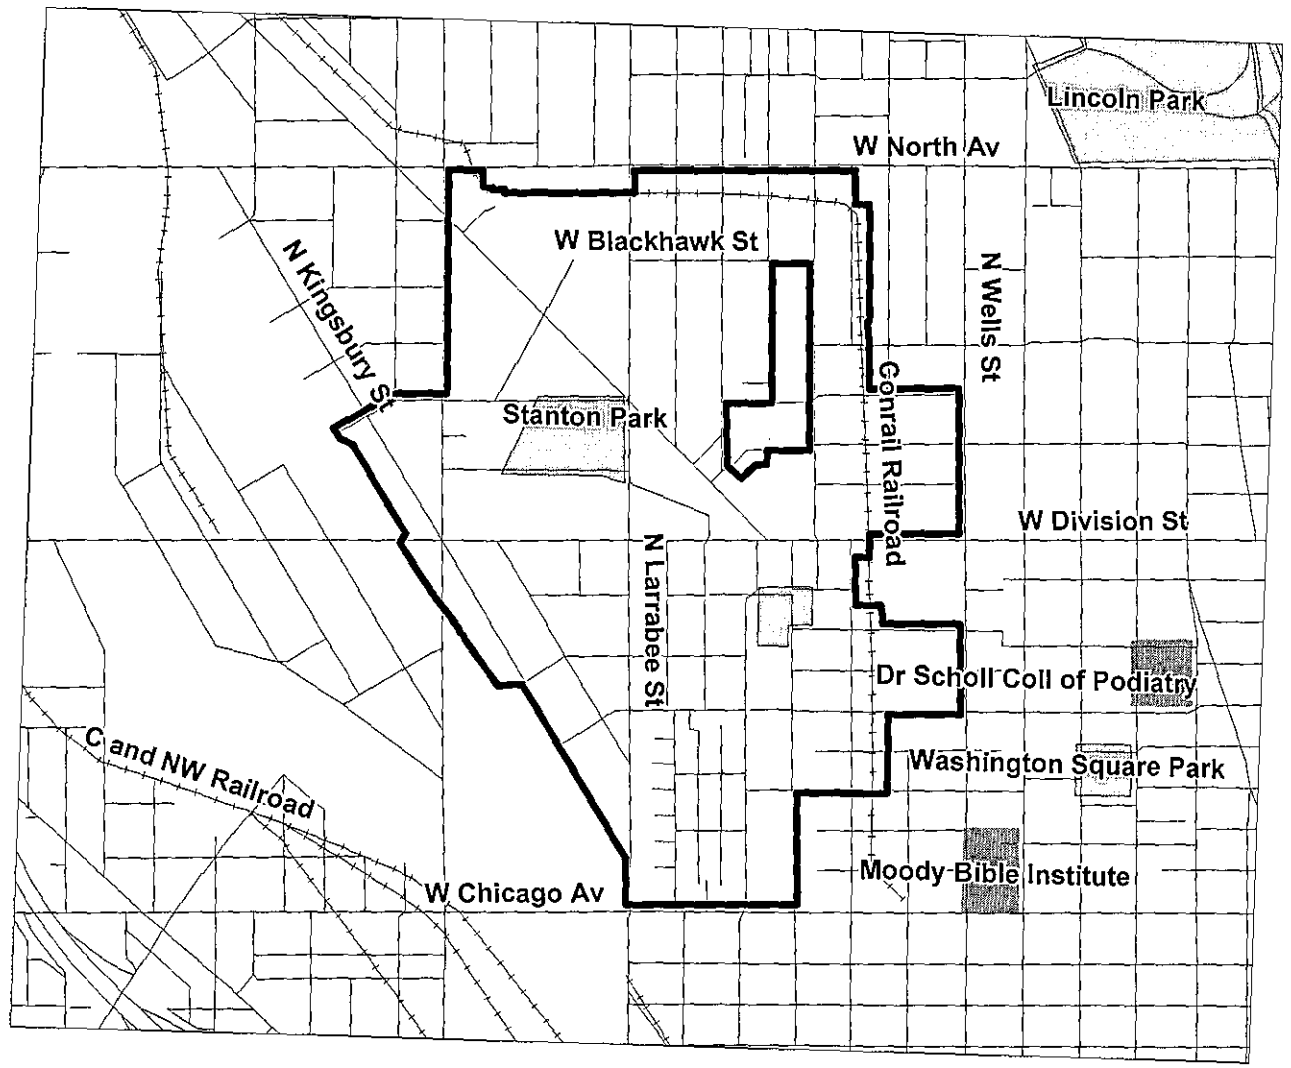 Lincoln Park
W North Av
W Blackhawk St
N Kingsbury St
N Wells St
Conrail Railroad
Stanton Park
W Division St
N Larrabee St
Dr Scholl Coll of Podiatry
C and NW Railroad
Washington Square Park
Moody Bible Institute
W Chicago Av